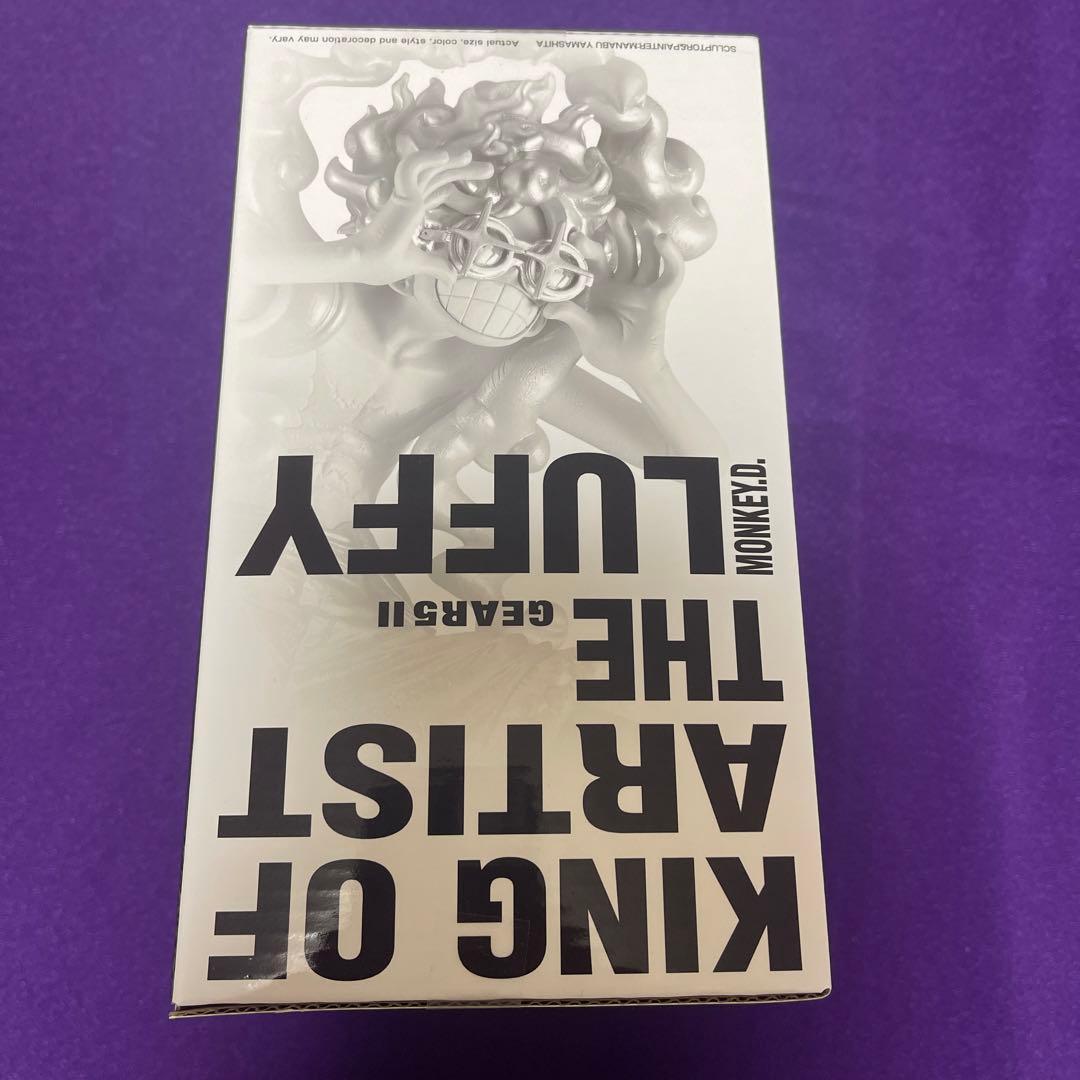 KING OF
ARTIST
THE
GEAR5 II
MONKEY.D.
LUFFY
SCULPTOR&PAINTER:MANABU YAMASHITA Actual size, color, style and decoration may vary.